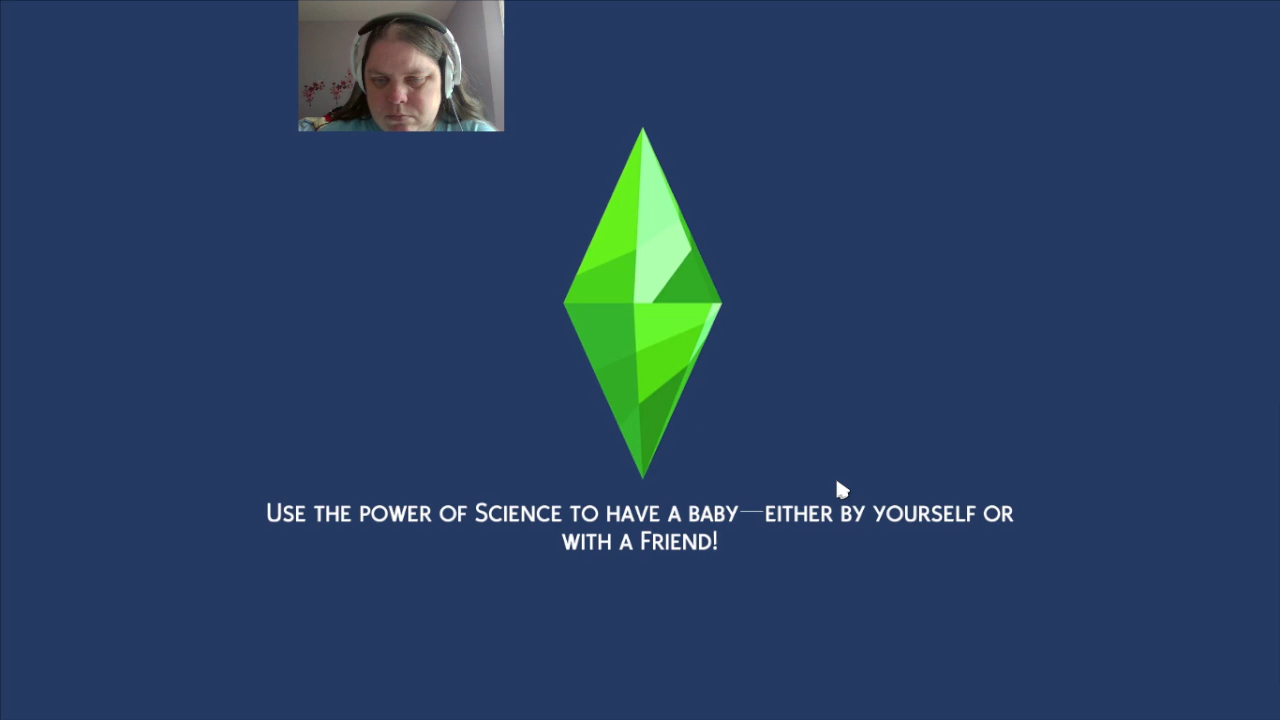 Use the power of Science to have a baby—either by yourself or
with a Friend!